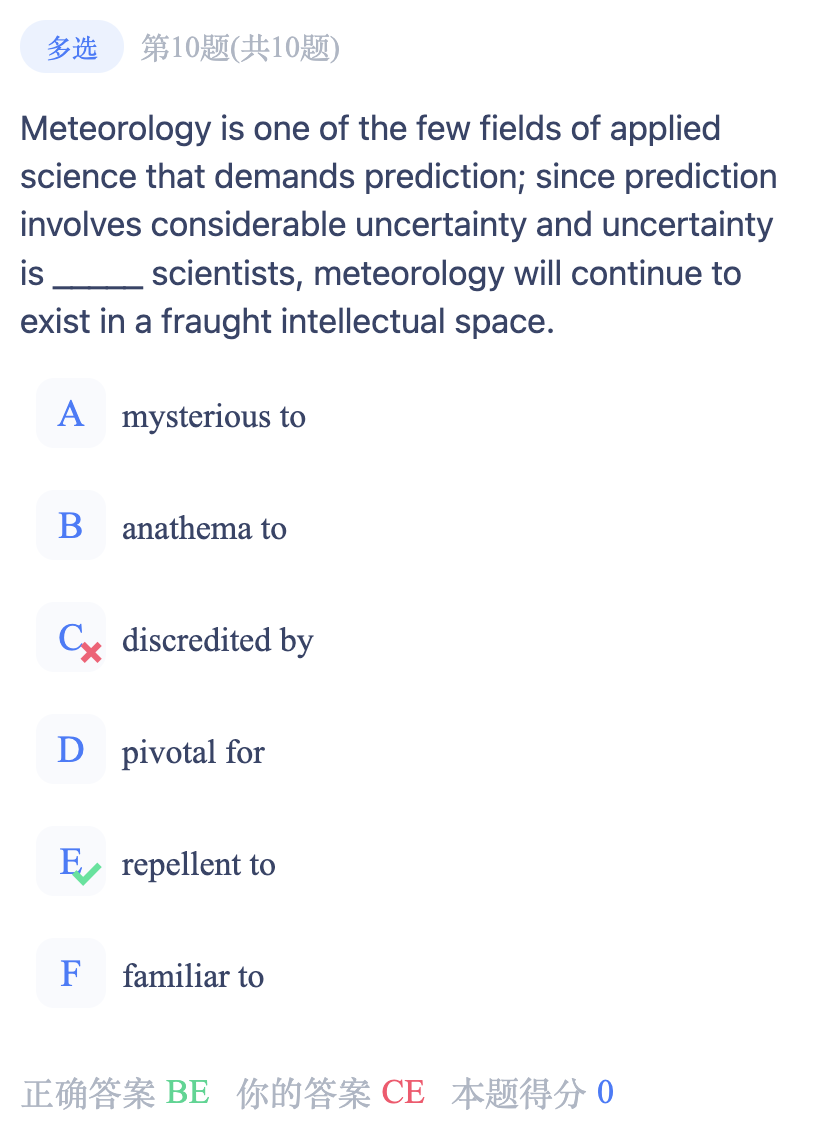 多选 第10题(共10题)
Meteorology is one of the few fields of applied
science that demands prediction; since prediction
involves considerable uncertainty and uncertainty
is _____ scientists, meteorology will continue to
exist in a fraught intellectual space.
A mysterious to
B anathema to
C discredited by
D pivotal for
E repellent to
F familiar to
正确答案 BE 你的答案 CE 本题得分 0